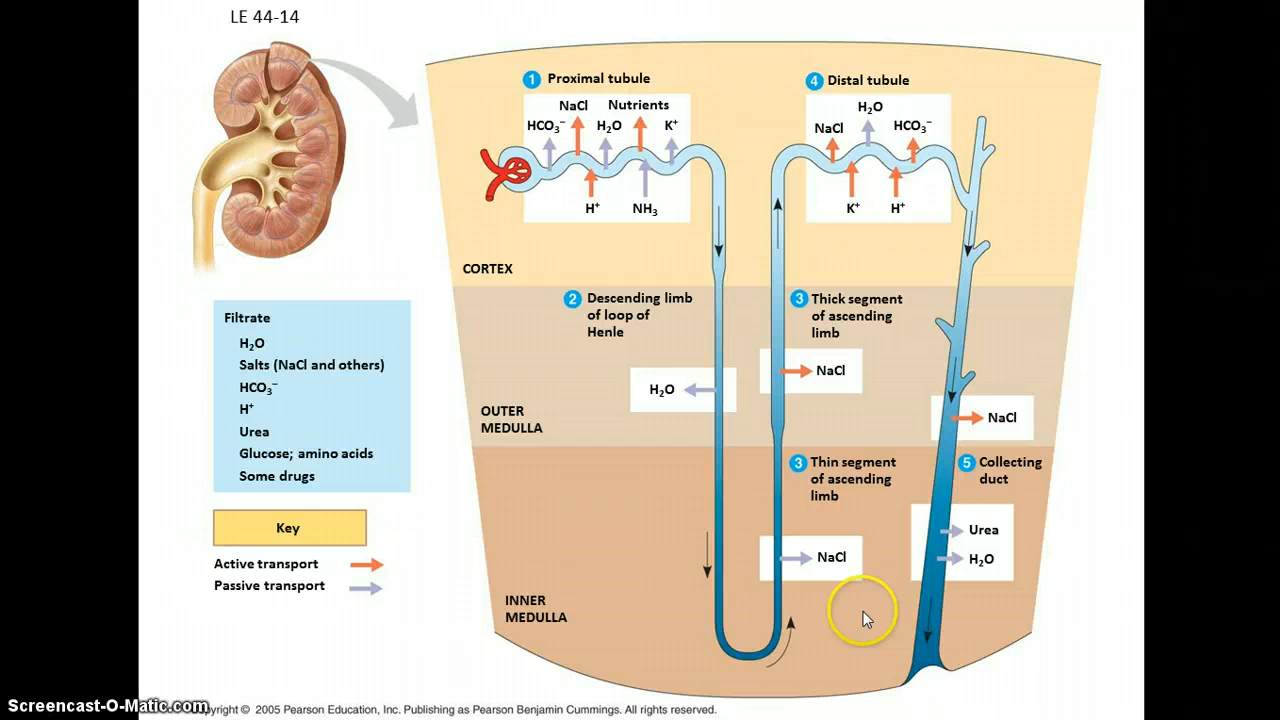 LE 44-14
1 Proximal tubule
NaCl Nutrients
HCO₃⁻ H₂O K⁺
H⁺ NH₃
4 Distal tubule
H₂O
NaCl HCO₃⁻
K⁺ H⁺
CORTEX
2 Descending limb
of loop of
Henle
H₂O
3 Thick segment
of ascending
limb
NaCl
OUTER
MEDULLA
NaCl
3 Thin segment
of ascending
limb
NaCl
5 Collecting
duct
Urea
H₂O
INNER
MEDULLA
Filtrate
H₂O
Salts (NaCl and others)
HCO₃⁻
H⁺
Urea
Glucose; amino acids
Some drugs
Key
Active transport
Passive transport
Screencast-O-Matic.com
opyright © 2005 Pearson Education, Inc. Publishing as Pearson Benjamin Cummings. All rights reserved.